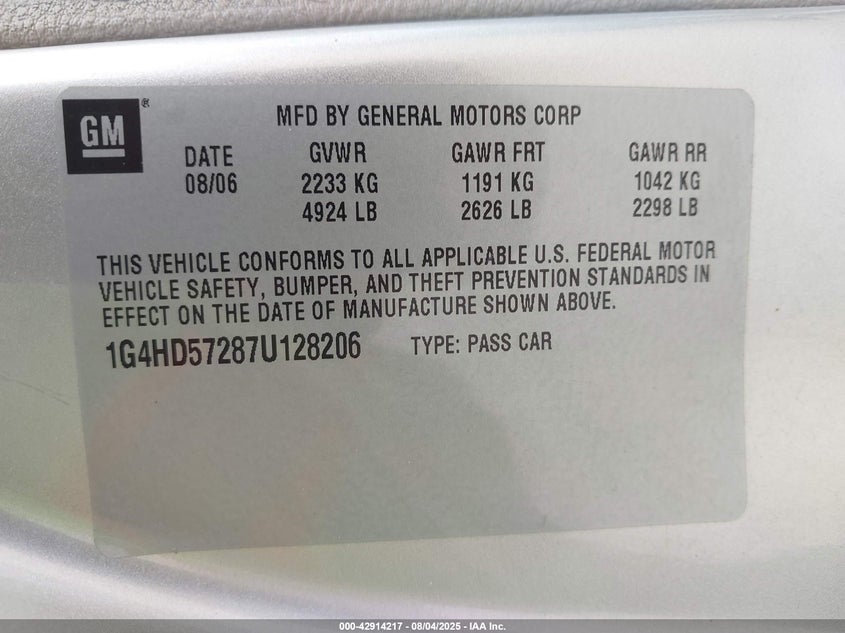 GM®
MFD BY GENERAL MOTORS CORP
DATE GVWR GAWR FRT GAWR RR
08/06 2233 KG 1191 KG 1042 KG
4924 LB 2626 LB 2298 LB
THIS VEHICLE CONFORMS TO ALL APPLICABLE U.S. FEDERAL MOTOR
VEHICLE SAFETY, BUMPER, AND THEFT PREVENTION STANDARDS IN
EFFECT ON THE DATE OF MANUFACTURE SHOWN ABOVE.
1G4HD57287U128206 TYPE: PASS CAR
000-42914217 - 08/04/2025 - IAA Inc.